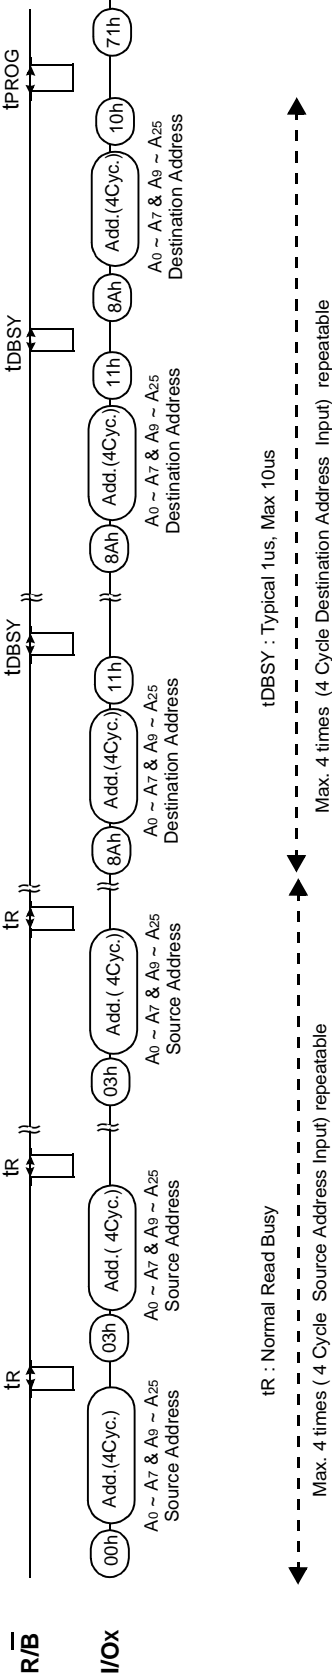 tR tR tR tDBSY tDBSY tPROG
R/B
I/Ox 00h Add.(4Cyc.) 03h Add.( 4Cyc.) 03h Add.( 4Cyc.) 8Ah Add.(4Cyc.) 11h 8Ah Add.(4Cyc.) 11h 8Ah Add.(4Cyc.) 10h 71h
A0 ~ A7 & A9 ~ A25 A0 ~ A7 & A9 ~ A25 A0 ~ A7 & A9 ~ A25 A0 ~ A7 & A9 ~ A25 A0 ~ A7 & A9 ~ A25 A0 ~ A7 & A9 ~ A25
Source Address Source Address Source Address Destination Address Destination Address Destination Address
tR : Normal Read Busy tDBSY : Typical 1us, Max 10us
Max. 4 times ( 4 Cycle Source Address Input) repeatable Max. 4 times (4 Cycle Destination Address Input) repeatable